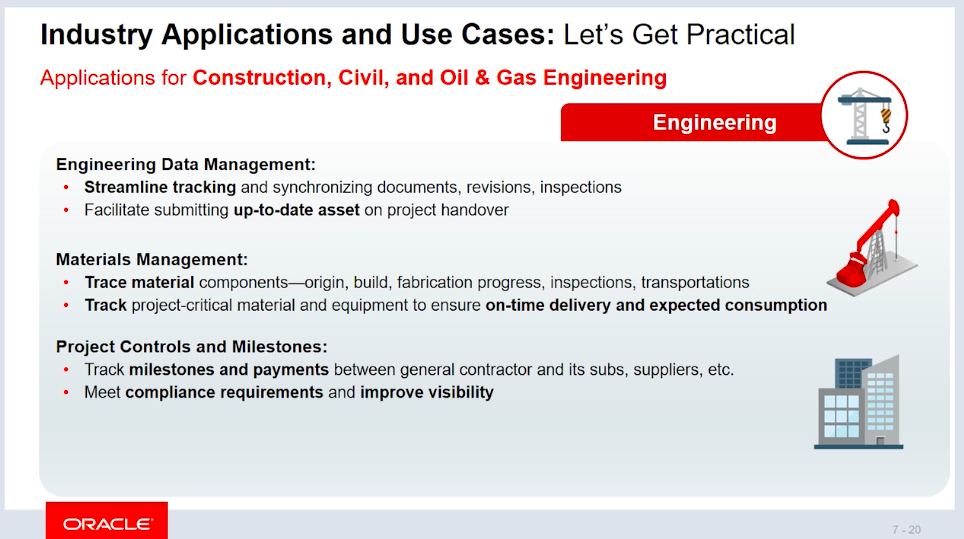 Industry Applications and Use Cases: Let's Get Practical
Applications for Construction, Civil, and Oil & Gas Engineering
Engineering
Engineering Data Management:
• Streamline tracking and synchronizing documents, revisions, inspections
• Facilitate submitting up-to-date asset on project handover
Materials Management:
• Trace material components—origin, build, fabrication progress, inspections, transportations
• Track project-critical material and equipment to ensure on-time delivery and expected consumption
Project Controls and Milestones:
• Track milestones and payments between general contractor and its subs, suppliers, etc.
• Meet compliance requirements and improve visibility
ORACLE
7 - 20